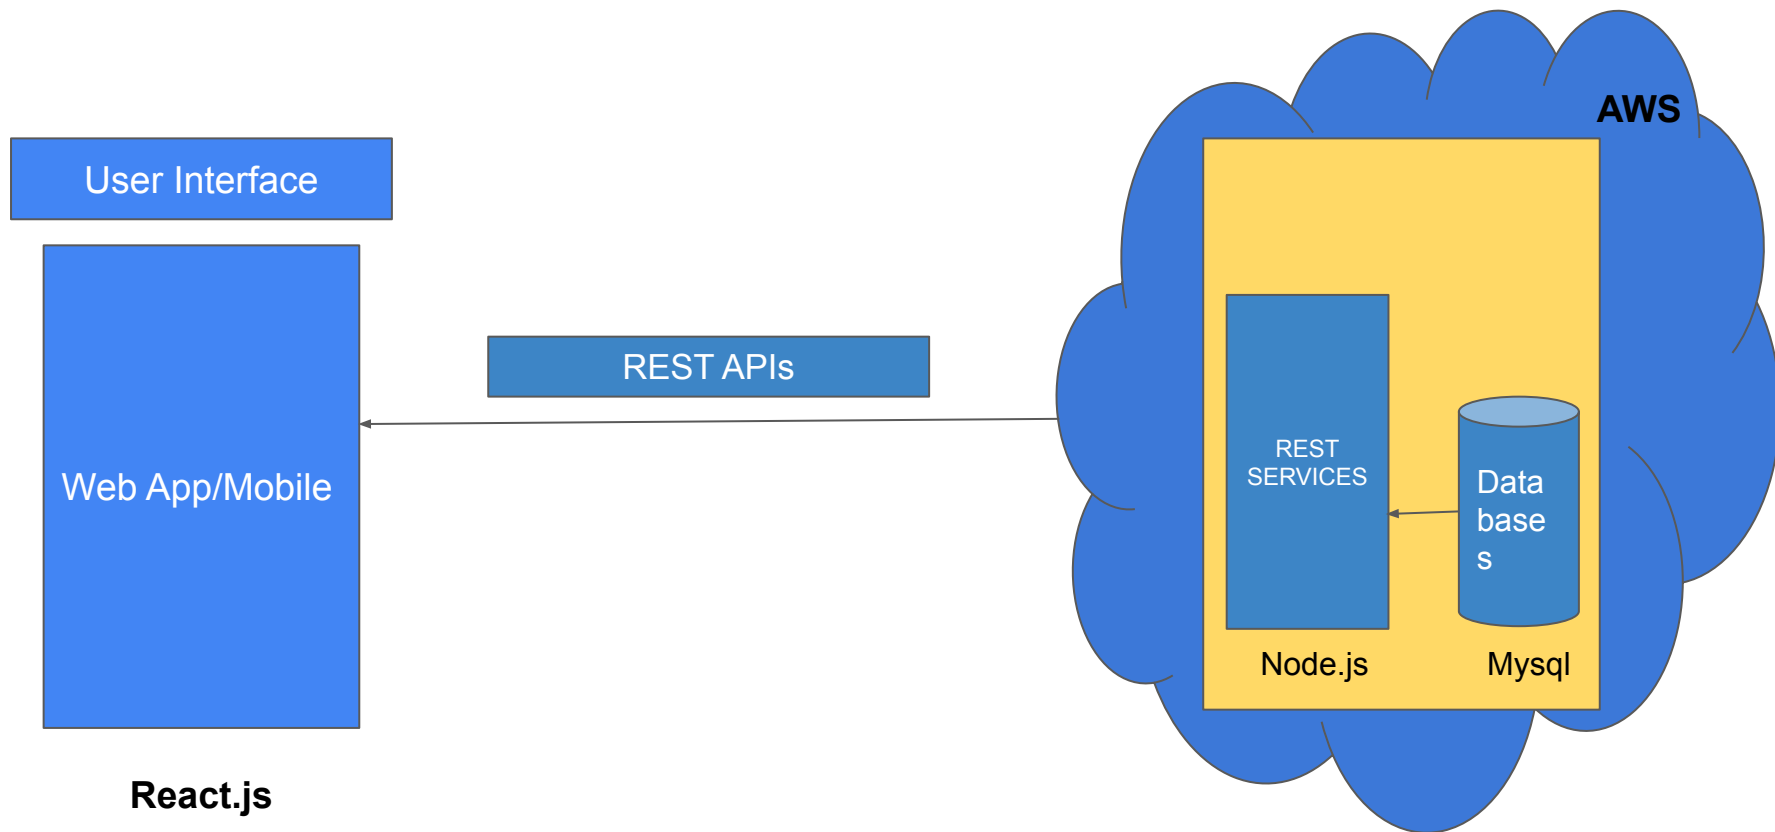 AWS
User Interface
REST APIs
Web App/Mobile
REST
SERVICES
Data
base
s
Node.js
Mysql
React.js